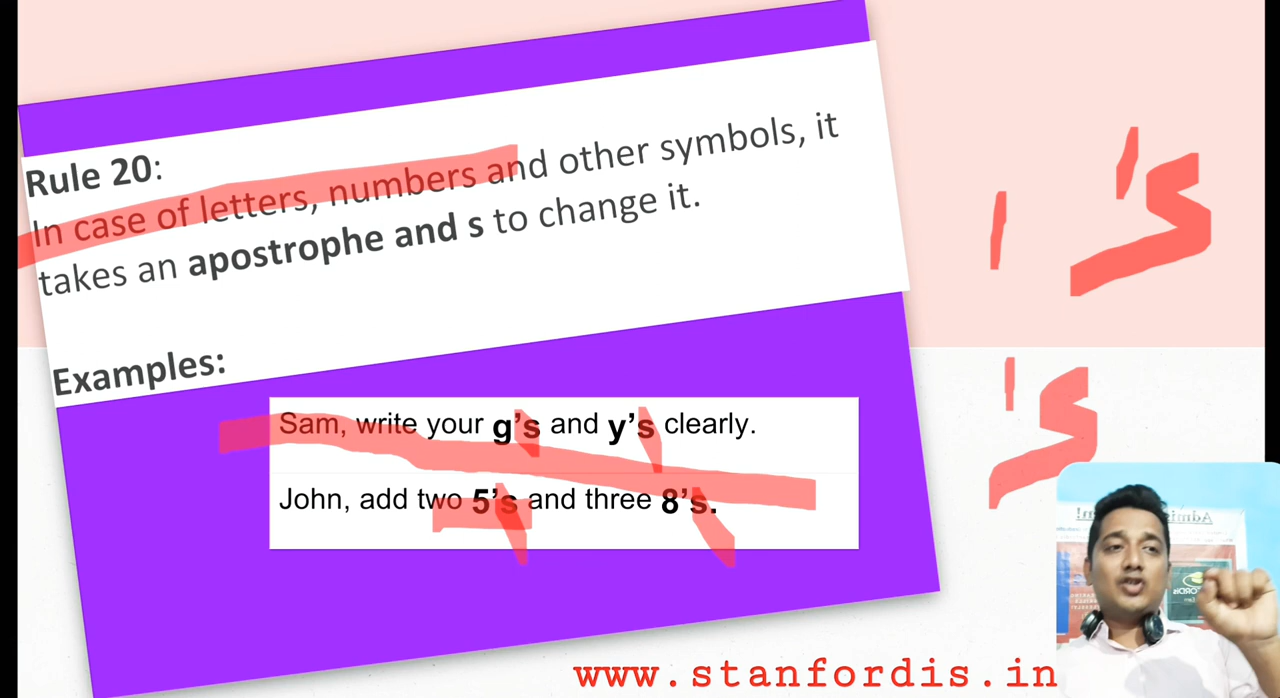 Rule 20:
In case of letters, numbers and other symbols, it
takes an apostrophe and s to change it.
Examples:
Sam, write your g’s and y’s clearly.
John, add two 5’s and three 8’s.
's
's
www.stanfordis.in